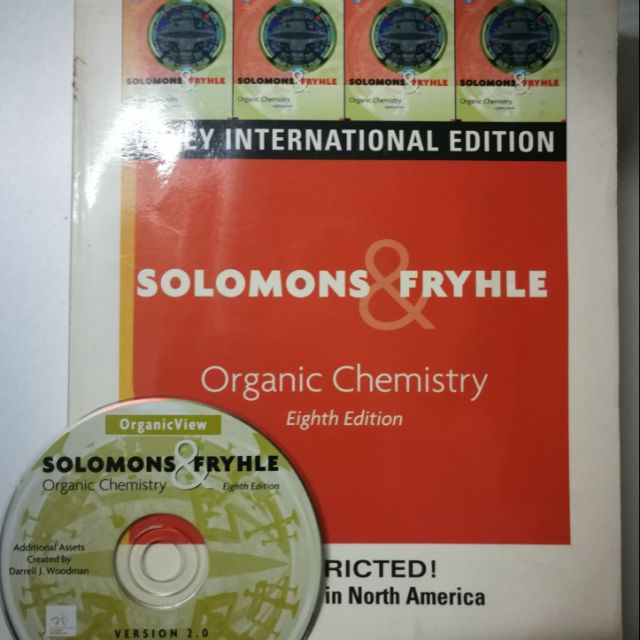 SOLOMONS & FRYHLE SOLOMONS & FRYHLE SOLOMONS & FRYHLE SOLOMONS & FRYHLE
Organic Chemistry Organic Chemistry Organic Chemistry Organic Chemistry
EY INTERNATIONAL EDITION
SOLOMONS & FRYHLE
Organic Chemistry
Eighth Edition
RICTED!
in North America
OrganicView
SOLOMONS & FRYHLE
Organic Chemistry Eighth Edition
Additional Assets
Created by
Darrell J. Woodman
VERSION 2.0